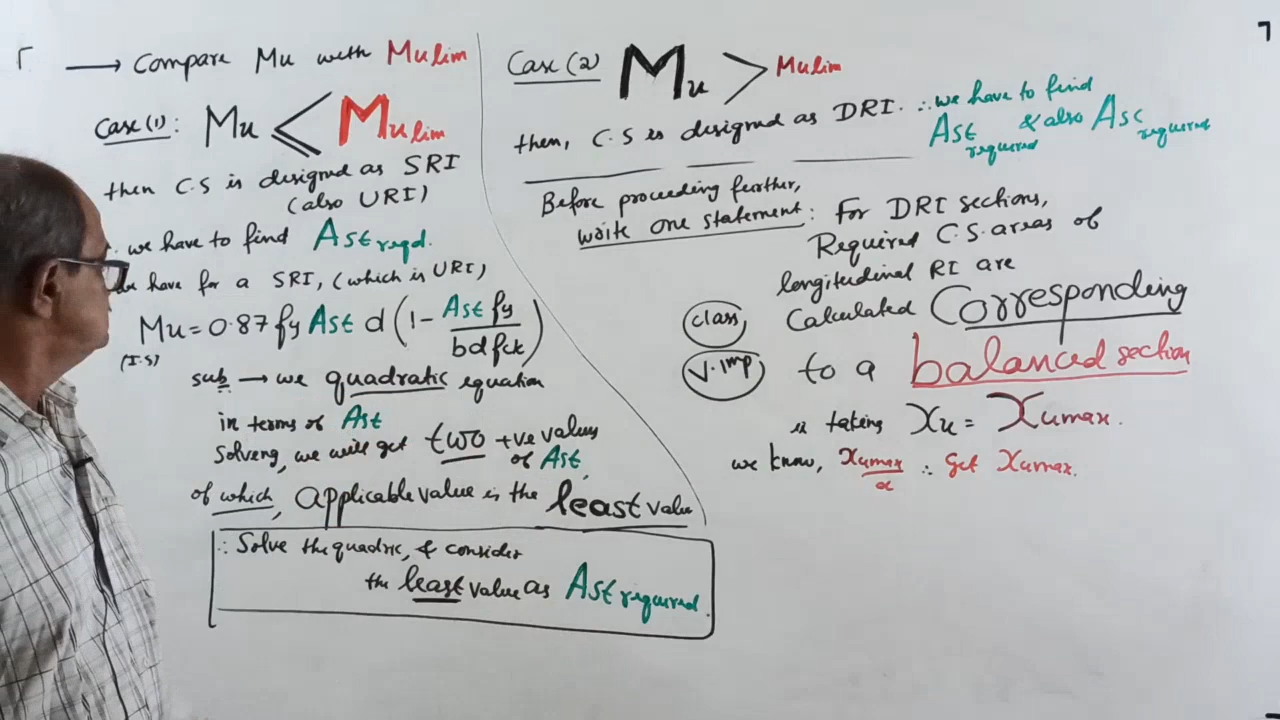 → Compare Mu with Mulim
Case (1): Mu < Mulim
then C.S is designed as SRI
(also URI)
we have to find Ast reqd.
have for a SRI, (which is URI)
Mu = 0.87 fy Ast d (1 - Ast fy / bd fck)
(I.S)
sub → we quadratic equation
in terms of Ast
Solving, we will get two +ve values
of Ast,
of which, applicable value is the least value
∴ Solve the quadric, & consider
the least value as Ast required.
Case (2) Mu > Mulim
then, C.S is designed as DRI. ∴ we have to find
Ast required & also Asc required
Before proceeding further,
write one statement: For DRI sections,
Required C.S. areas of
longitudinal RI are
Calculated Corresponding
class
V.imp
to a balanced section
taking Xu = Xumax.
we know, Xumax/d ∴ Get Xumax.